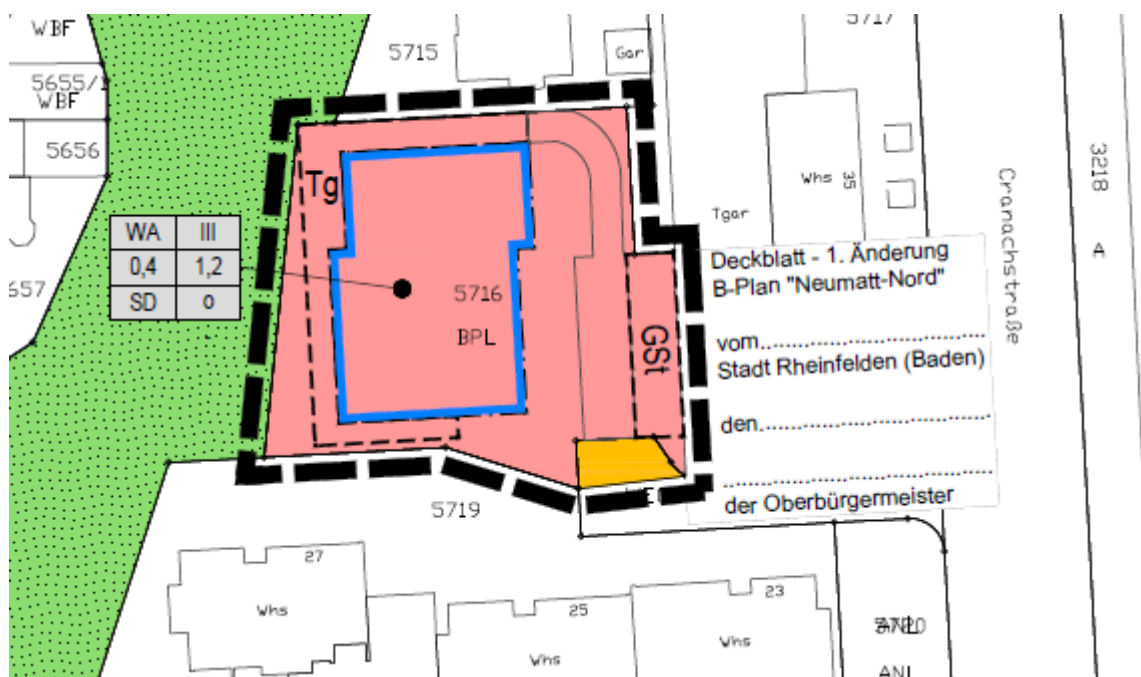 WBF
5655/
WBF
5656
657
5715
Gar
5717
Tg
WA III
0,4 1,2
SD o
5716
BPL
GSt
Whs 35
Tgar
Deckblatt - 1. Änderung
B-Plan "Neumatt-Nord"
vom
Stadt Rheinfelden (Baden)
den
der Oberbürgermeister
Cranachstraße
3218
A
5719
27
Whs
25
Whs
23
Whs
ANL